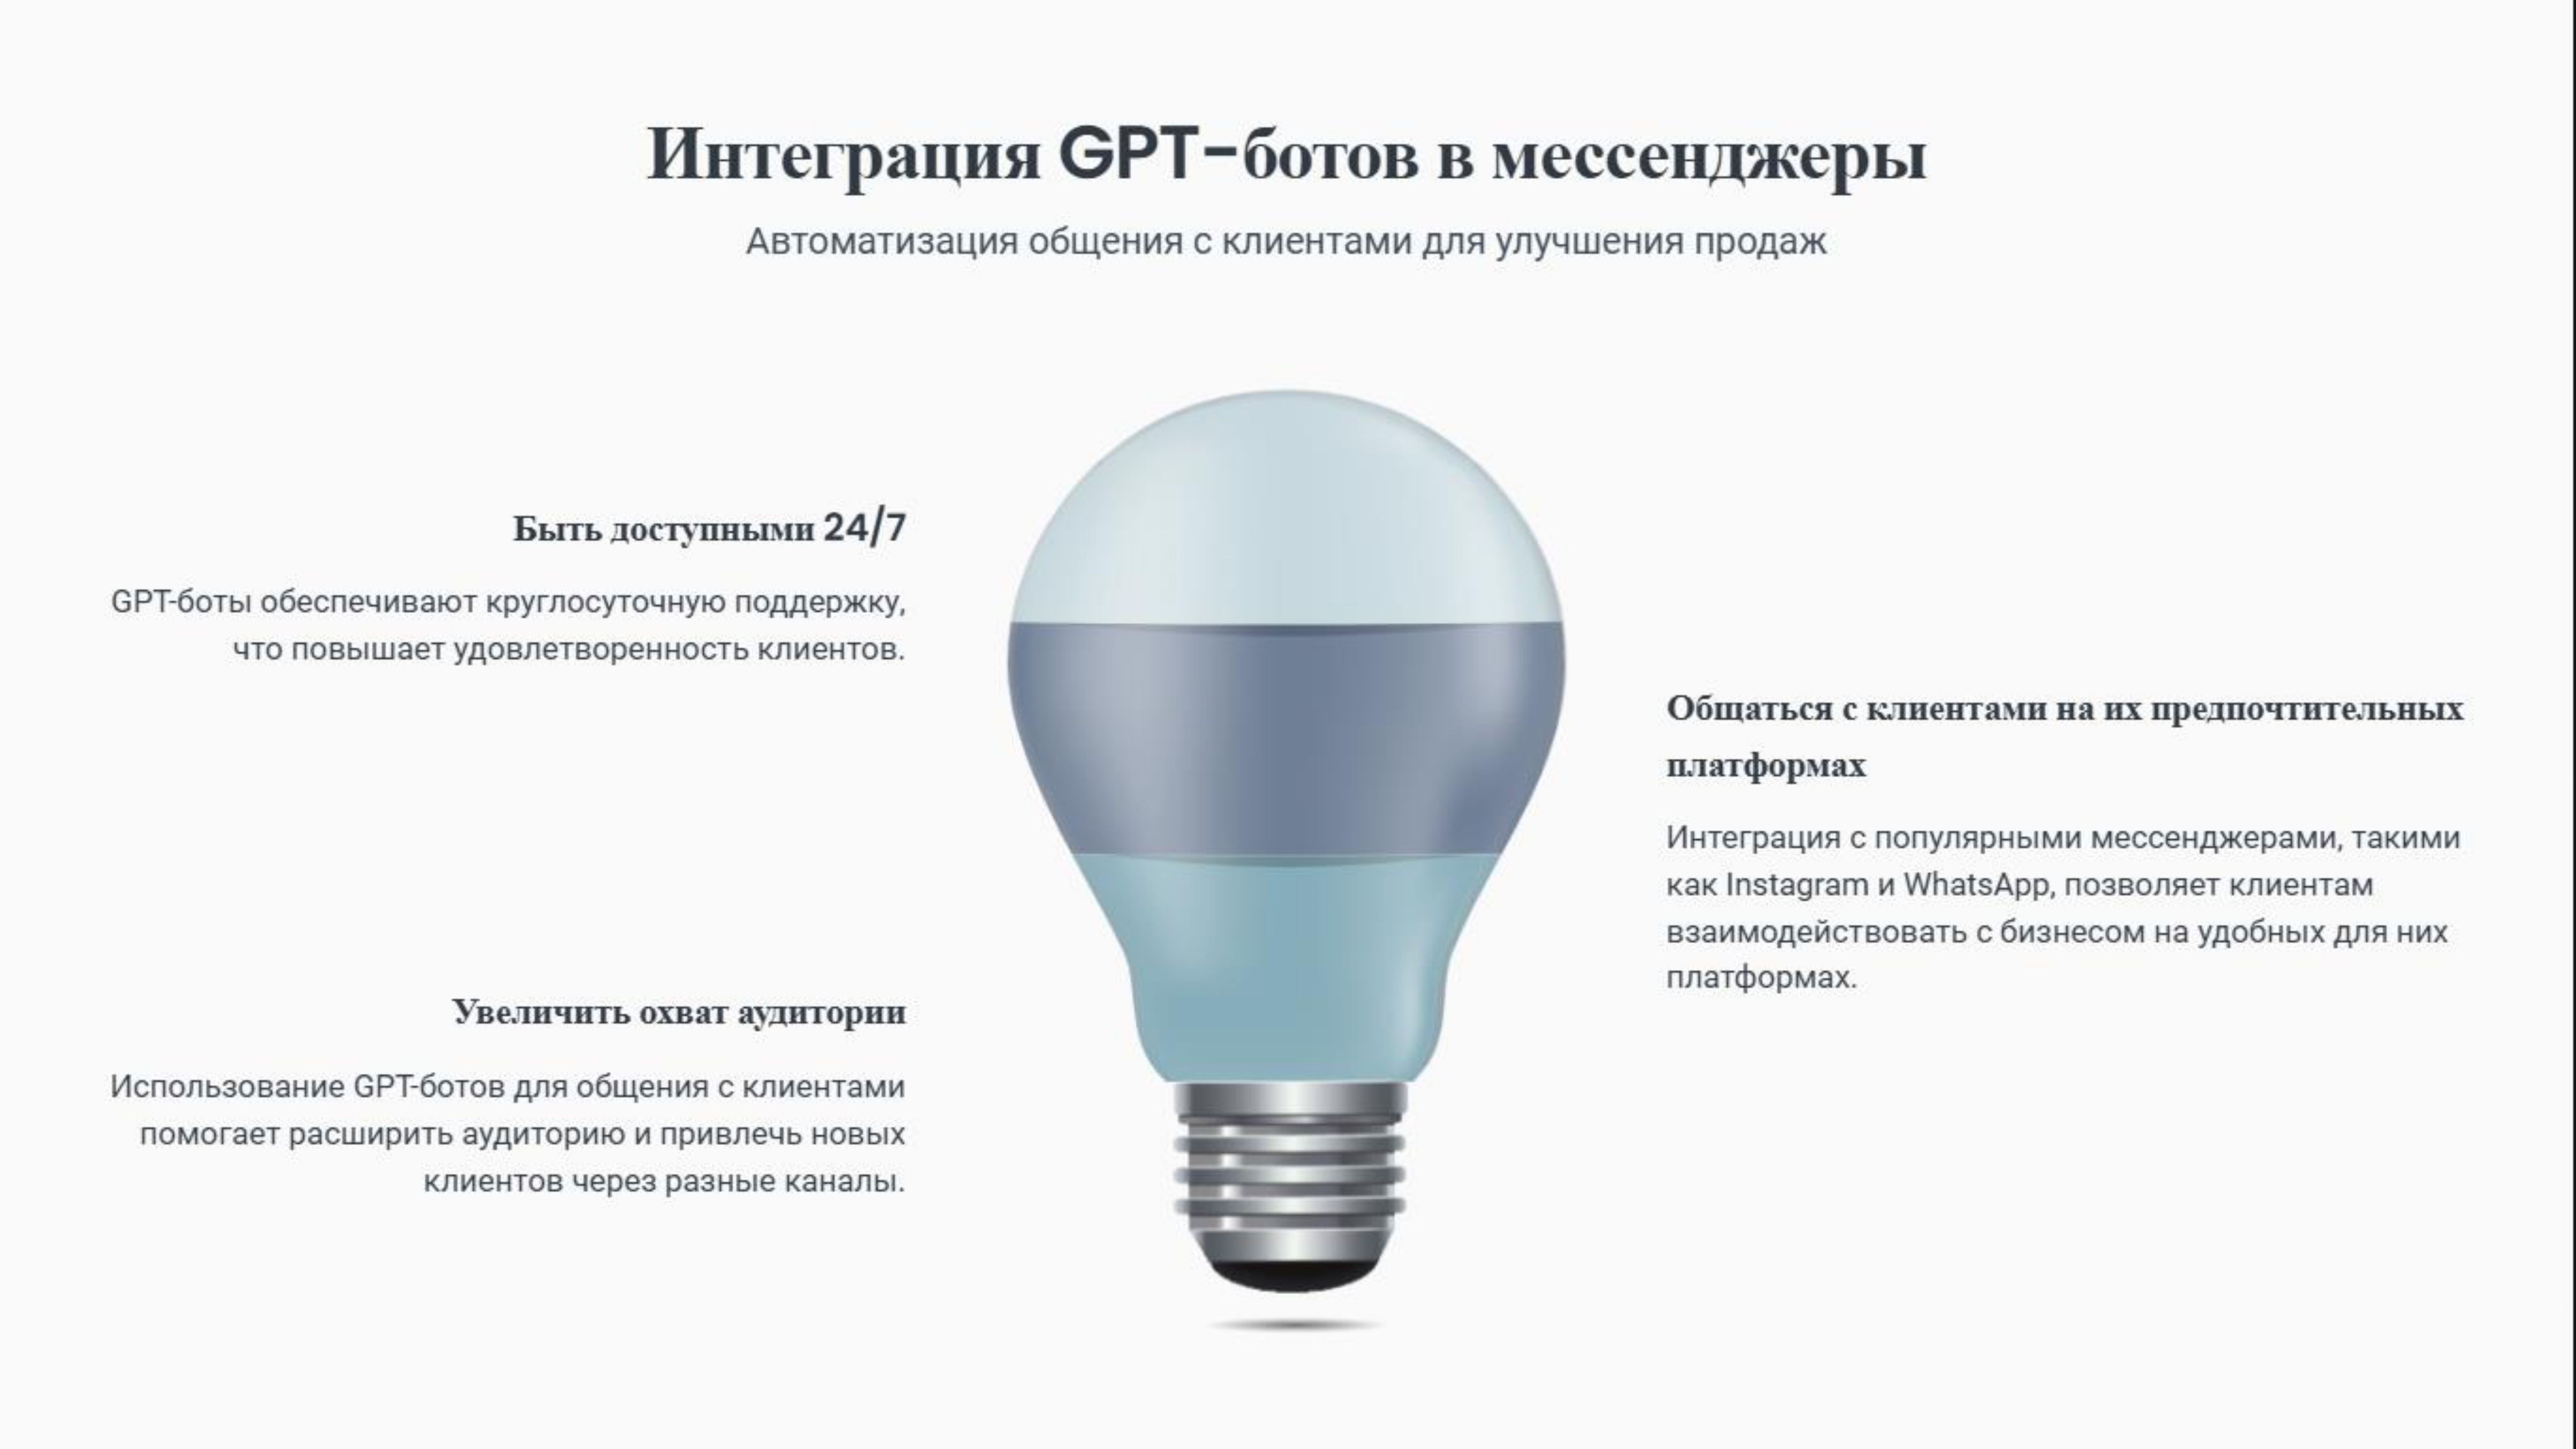 Интеграция GPT-ботов в мессенджеры
Автоматизация общения с клиентами для улучшения продаж
Быть доступными 24/7
GPT-боты обеспечивают круглосуточную поддержку,
что повышает удовлетворенность клиентов.
Общаться с клиентами на их предпочтительных
платформах
Интеграция с популярными мессенджерами, такими
как Instagram и WhatsApp, позволяет клиентам
взаимодействовать с бизнесом на удобных для них
платформах.
Увеличить охват аудитории
Использование GPT-ботов для общения с клиентами
помогает расширить аудиторию и привлечь новых
клиентов через разные каналы.